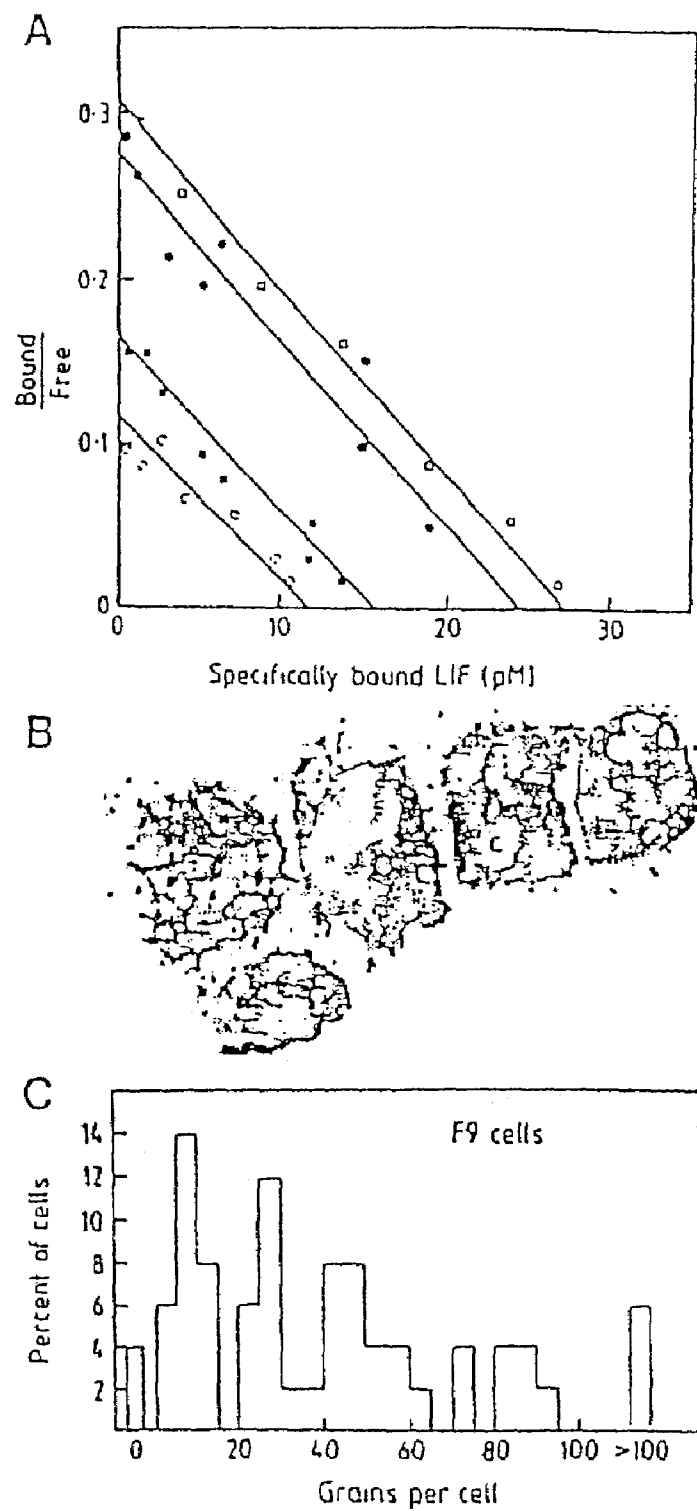 A
0·3
0·2
0·1
0
Bound
Free
0 10 20 30
Specifically bound LIF (pM)
B
C
C
F9 cells
14
12
10
8
6
4
2
Percent of cells
0 20 40 60 80 100 >100
Grains per cell